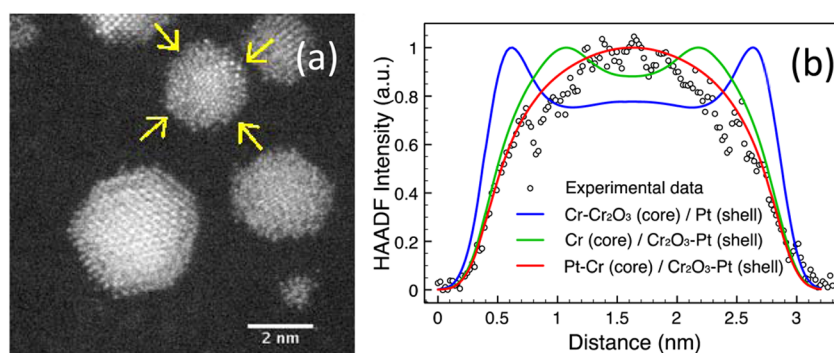 (a)
2 nm
(b)
HAADF Intensity (a.u.)
1
0.8
0.6
0.4
0.2
0
Experimental data
Cr-Cr₂O₃ (core) / Pt (shell)
Cr (core) / Cr₂O₃-Pt (shell)
Pt-Cr (core) / Cr₂O₃-Pt (shell)
0 0.5 1 1.5 2 2.5 3
Distance (nm)